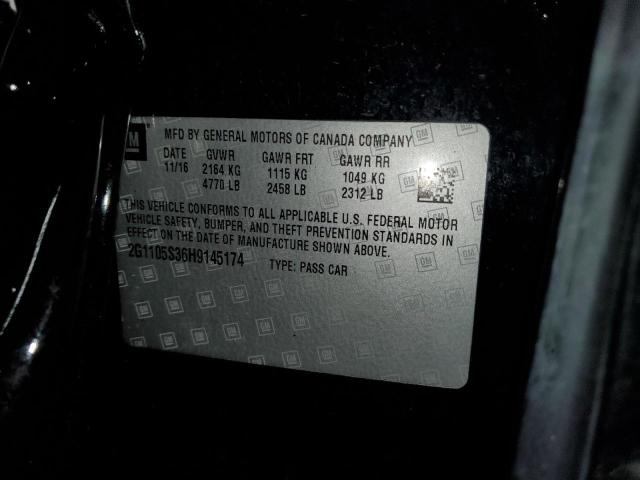 GM MFD BY GENERAL MOTORS OF CANADA COMPANY
DATE GVWR GAWR FRT GAWR RR
11/16 2164 KG 1115 KG 1049 KG
4770 LB 2458 LB 2312 LB
THIS VEHICLE CONFORMS TO ALL APPLICABLE U.S. FEDERAL MOTOR
VEHICLE SAFETY, BUMPER, AND THEFT PREVENTION STANDARDS IN
EFFECT ON THE DATE OF MANUFACTURE SHOWN ABOVE.
2G1105S36H9145174 TYPE: PASS CAR